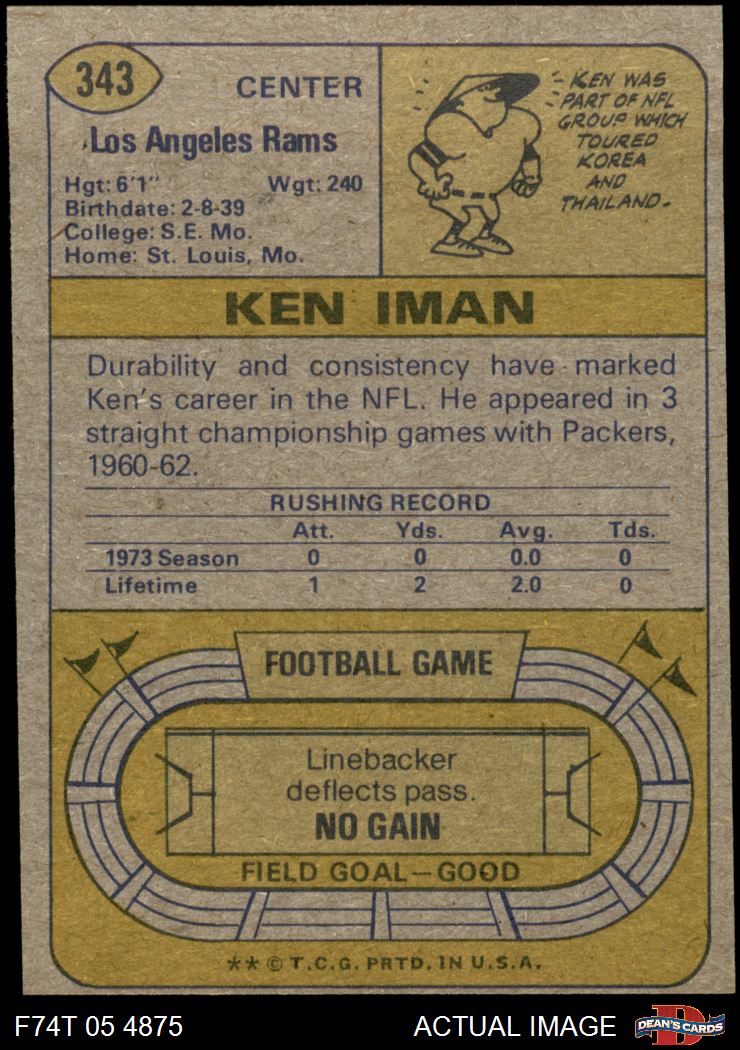 343
CENTER
Los Angeles Rams
Hgt: 6'1" Wgt: 240
Birthdate: 2-8-39
College: S.E. Mo.
Home: St. Louis, Mo.
KEN WAS
PART OF NFL
GROUP WHICH
TOURED
KOREA
AND
THAILAND.
KEN IMAN
Durability and consistency have marked
Ken's career in the NFL. He appeared in 3
straight championship games with Packers,
1960-62.
RUSHING RECORD
Att. Yds. Avg. Tds.
1973 Season 0 0 0.0 0
Lifetime 1 2 2.0 0
FOOTBALL GAME
Linebacker
deflects pass.
NO GAIN
FIELD GOAL—GOOD
** © T.C.G. PRTD. IN U.S.A.
F74T 05 4875 ACTUAL IMAGE
D
DEAN'S CARDS